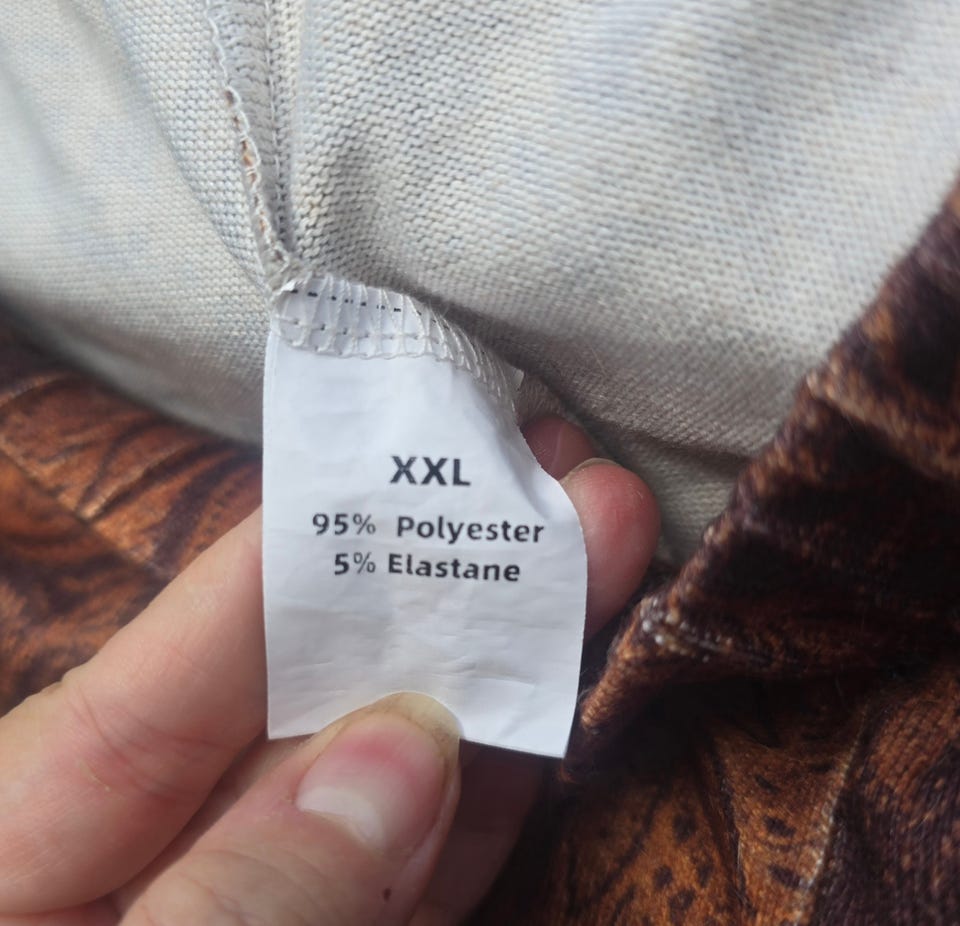 XXL
95% Polyester
5% Elastane